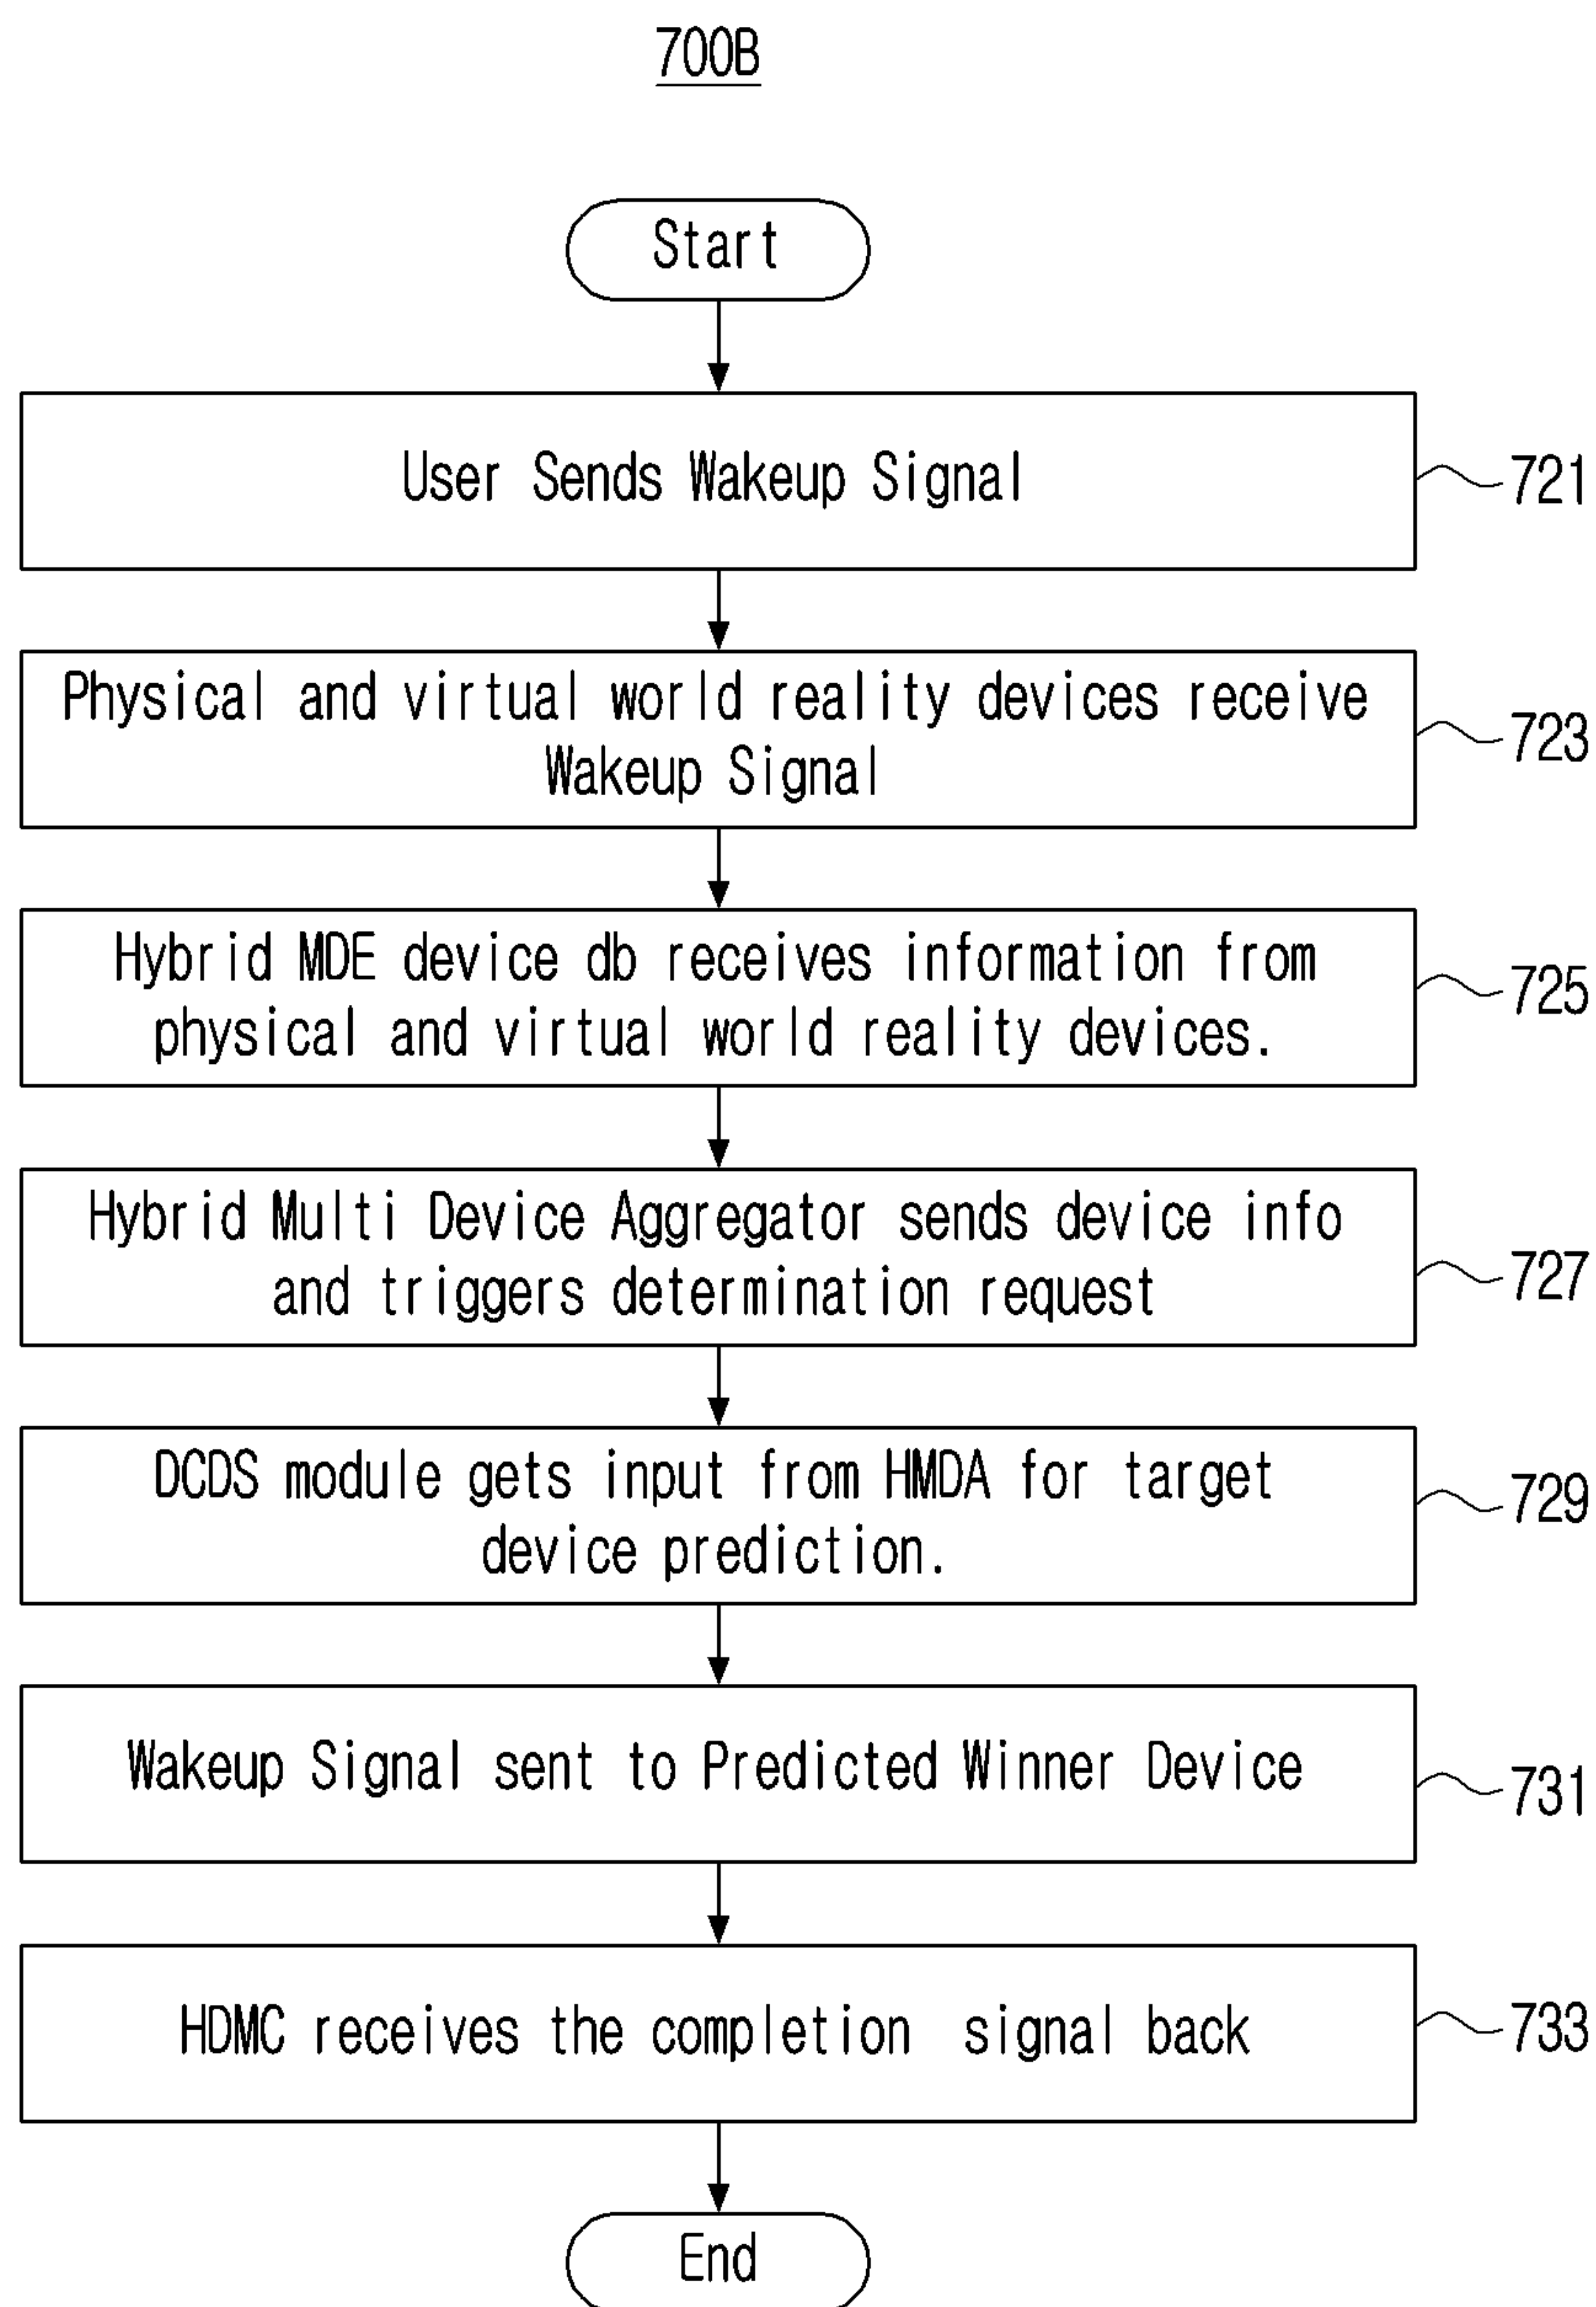 700B
Start
User Sends Wakeup Signal
721
Physical and virtual world reality devices receive
Wakeup Signal
723
Hybrid MDE device db receives information from
physical and virtual world reality devices.
725
Hybrid Multi Device Aggregator sends device info
and triggers determination request
727
DCDS module gets input from HMDA for target
device prediction.
729
Wakeup Signal sent to Predicted Winner Device
731
HDMC receives the completion signal back
733
End